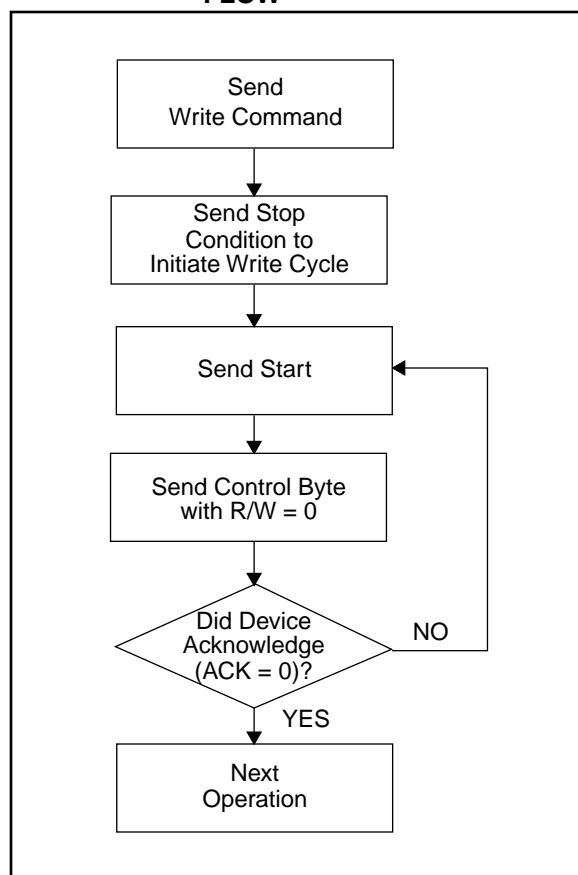 FLOW
Send
Write Command
Send Stop
Condition to
Initiate Write Cycle
Send Start
Send Control Byte
with R/W = 0
Did Device
Acknowledge
(ACK = 0)?
NO
YES
Next
Operation